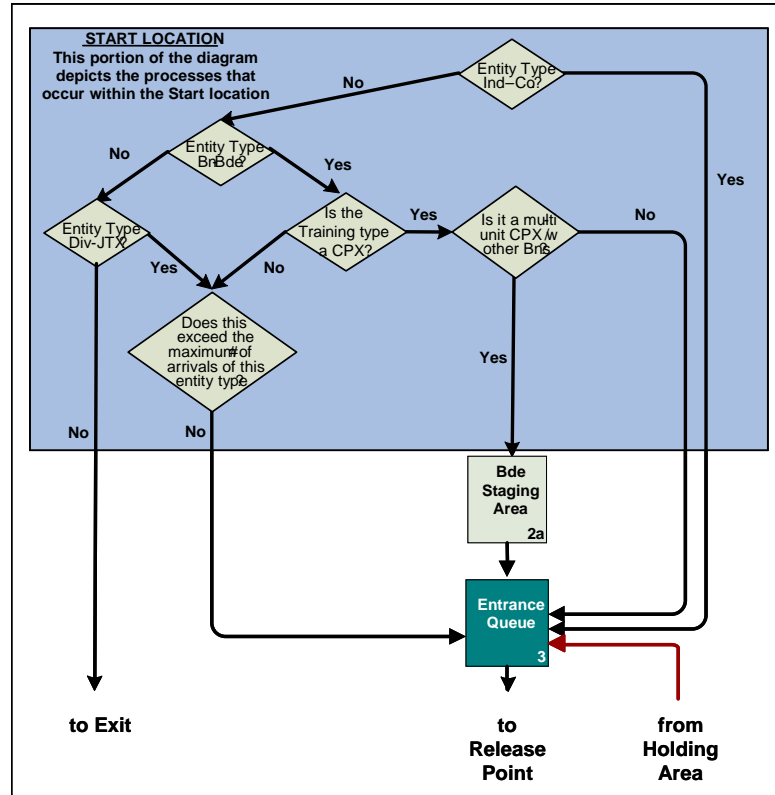 START LOCATION
This portion of the diagram
depicts the processes that
occur within the Start location
Entity Type
Ind–Co?
No
Yes
Entity Type
BnBde?
No
Yes
Entity Type
Div-JTX?
Yes
No
Is the
Training type
a CPX?
Yes
No
Is it a multi
unit CPX /w
other Bns?
No
Yes
Does this
exceed the
maximum# of
arrivals of this
entity type?
No
Bde
Staging
Area
2a
Entrance
Queue
3
to Exit
to
Release
Point
from
Holding
Area